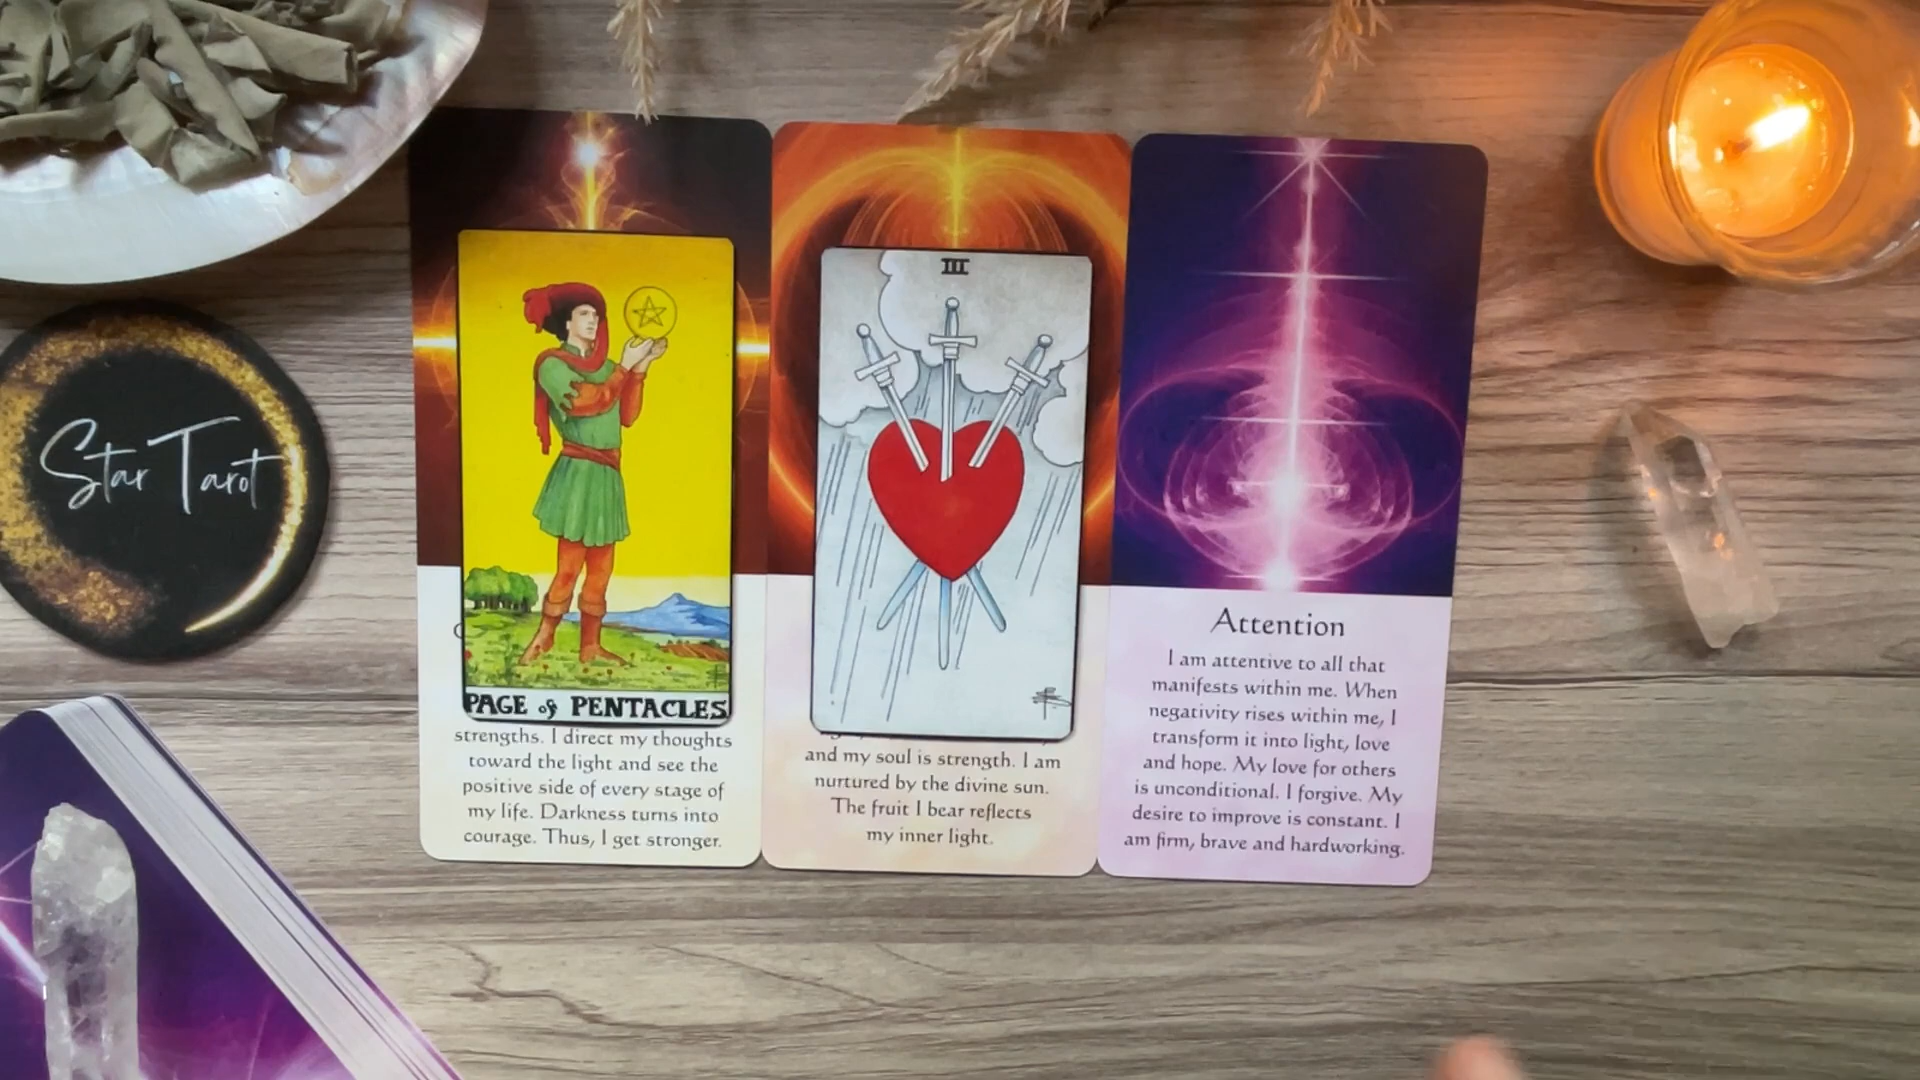 Star Tarot
PAGE of PENTACLES
strengths. I direct my thoughts
toward the light and see the
positive side of every stage of
my life. Darkness turns into
courage. Thus, I get stronger.
III
and my soul is strength. I am
nurtured by the divine sun.
The fruit I bear reflects
my inner light.
Attention
I am attentive to all that
manifests within me. When
negativity rises within me, I
transform it into light, love
and hope. My love for others
is unconditional. I forgive. My
desire to improve is constant. I
am firm, brave and hardworking.